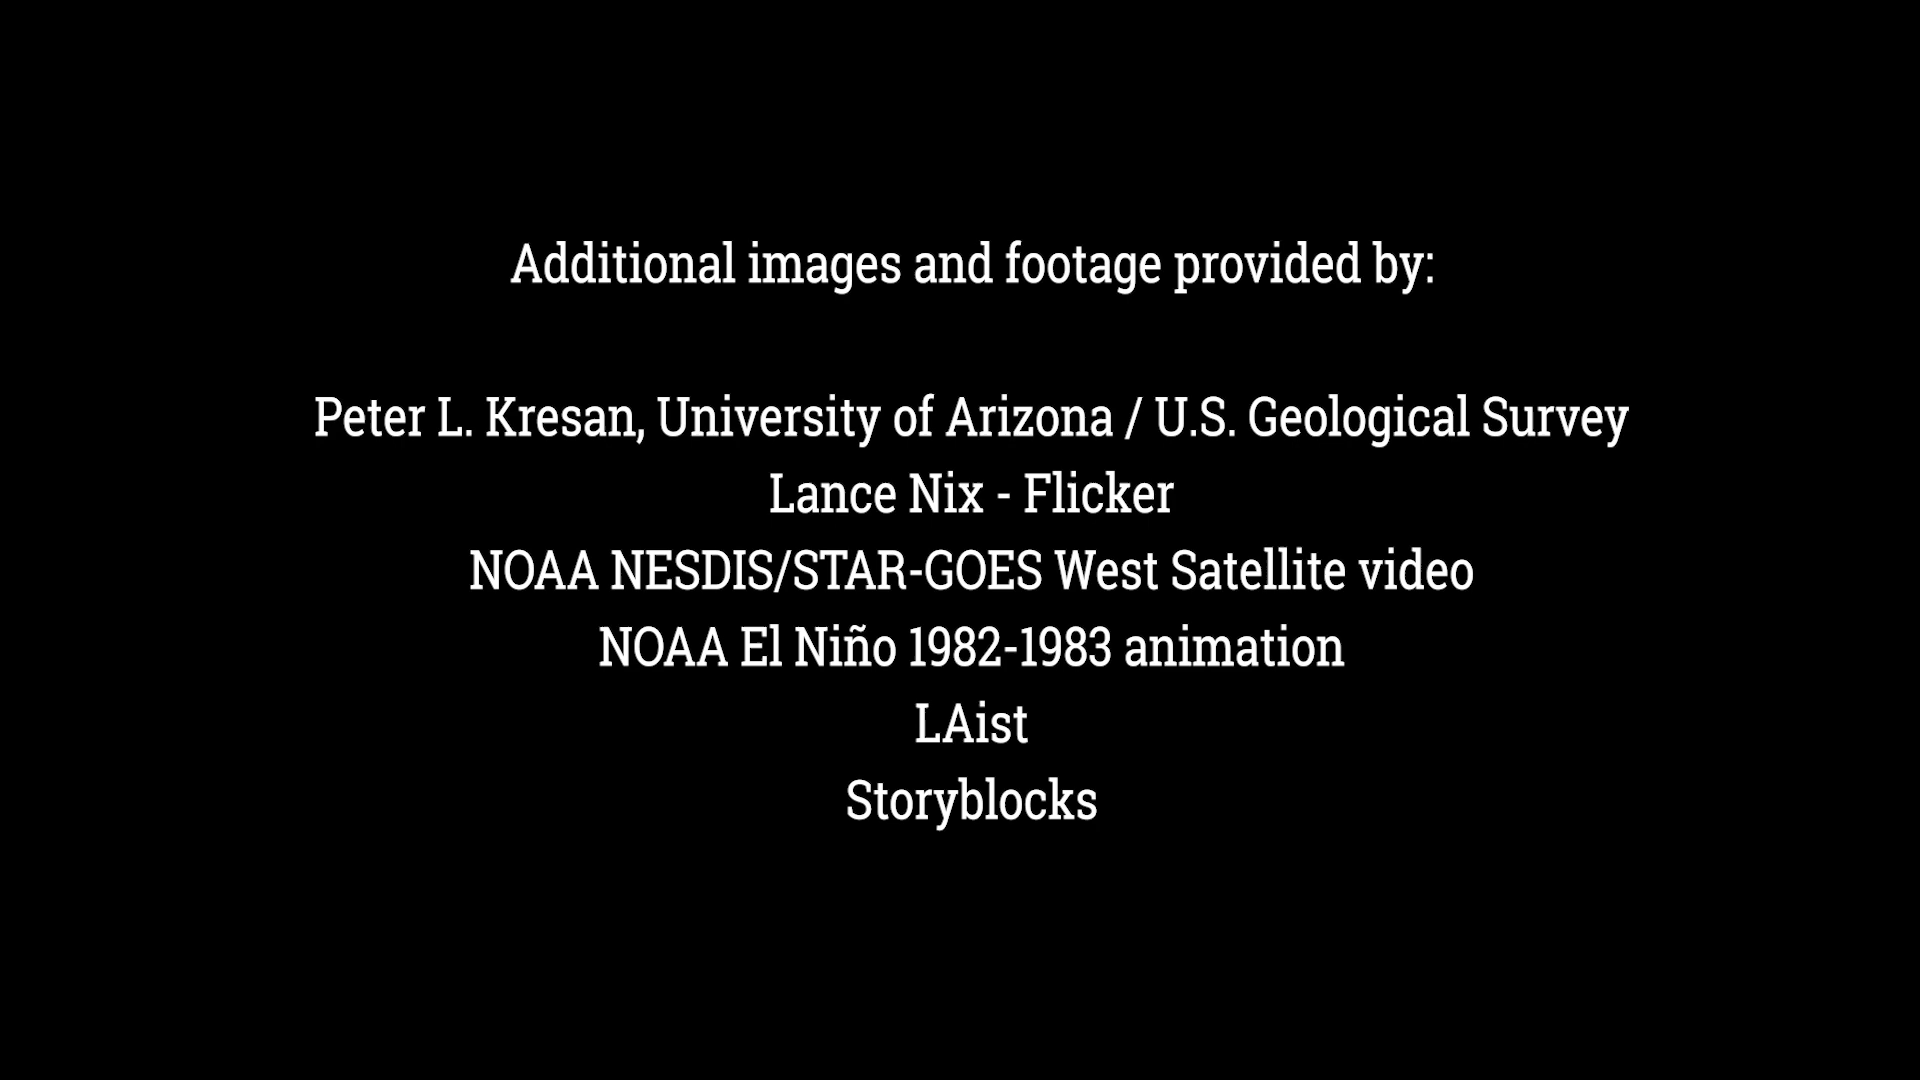 Additional images and footage provided by:
Peter L. Kresan, University of Arizona / U.S. Geological Survey
Lance Nix - Flicker
NOAA NESDIS/STAR-GOES West Satellite video
NOAA El Niño 1982-1983 animation
LAist
Storyblocks